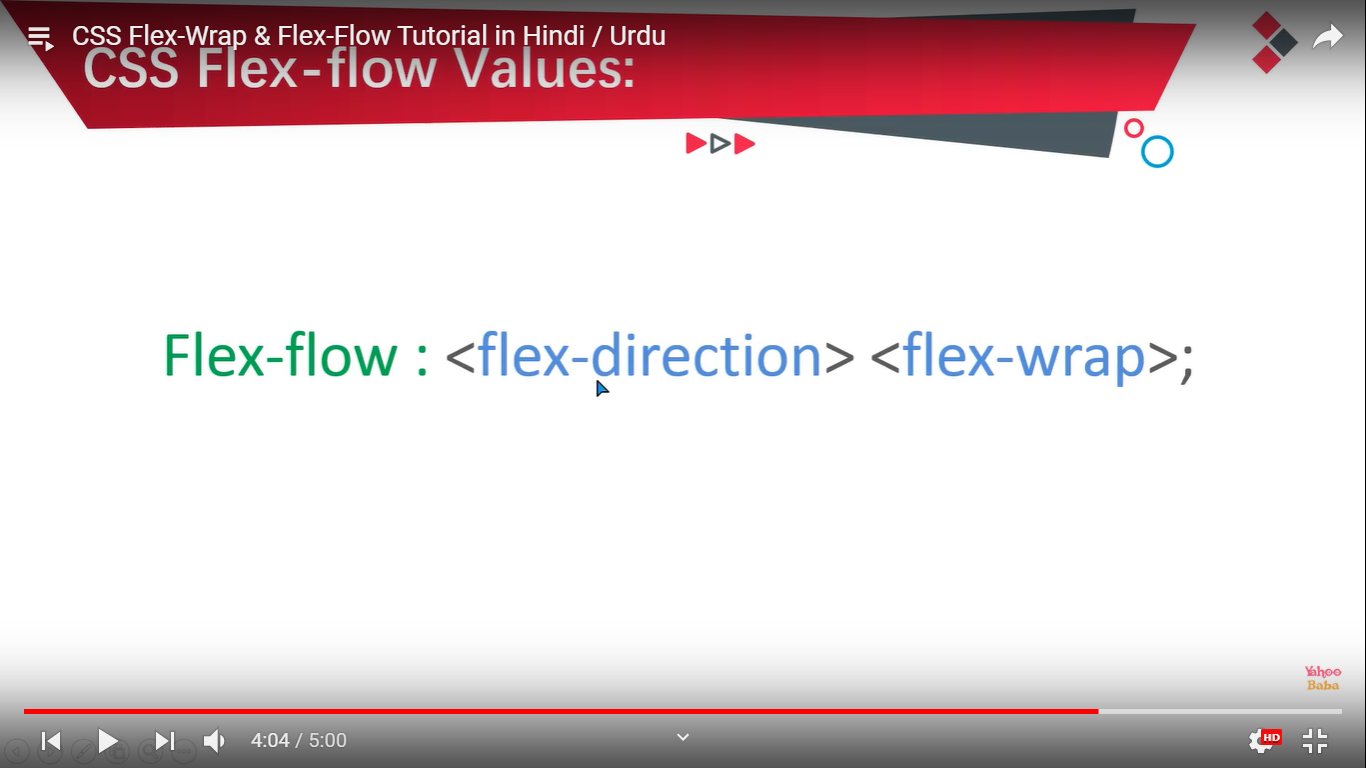 CSS Flex-Wrap & Flex-Flow Tutorial in Hindi / Urdu
CSS Flex-flow Values:
Flex-flow : <flex-direction> <flex-wrap>;
Yahoo
Baba
4:04 / 5:00
HD